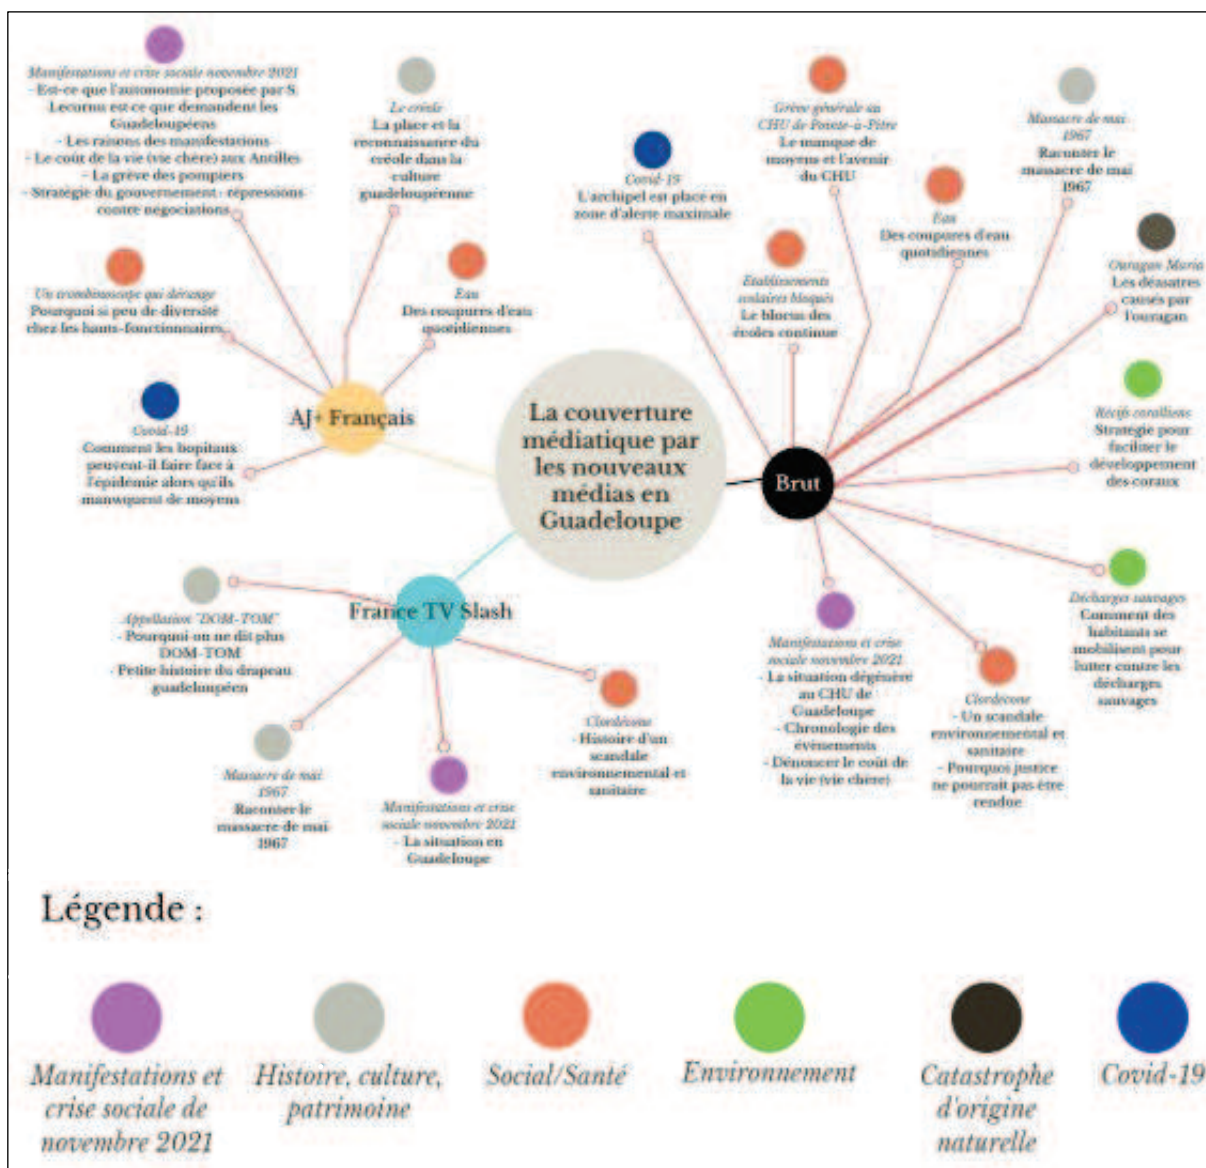 Manifestations et crise sociale novembre 2021
- Est-ce que l'autonomie proposée par S.
Lecornu est ce que demandent les
Guadeloupéens
- Les raisons des manifestations
- Le coût de la vie (vie chère) aux Antilles
- La grève des pompiers
- Stratégie du gouvernement : répressions
contre négociations
Le créole
La place et la
reconnaissance du
créole dans la
culture
guadeloupéenne
Un trombinoscope qui dérange
Pourquoi si peu de diversité
chez les hauts-fonctionnaires
Eau
Des coupures d'eau
quotidiennes
Covid-19
Comment les hopitaux
peuvent-il faire face à
l'épidémie alors qu'ils
manwquent de moyens
AJ+ Français
La couverture
médiatique par
les nouveaux
médias en
Guadeloupe
Covid-19
L'archipel est placé en
zone d'alerte maximale
Grève générale au
CHU de Pointe-à-Pitre
Le manque de
moyens et l'avenir
du CHU
Etablissements
scolaires bloqués
Le blocus des
écoles continue
Eau
Des coupures d'eau
quotidiennes
Massacre de mai
1967
Raconter le
massacre de mai
1967
Ouragan Maria
Les déasatres
causés par
l'ouragan
Récifs coralliens
Stratégie pour
faciliter le
développement
des coraux
Brut
Décharges sauvages
Comment des
habitants se
mobilisent pour
lutter contre les
décharges
sauvages
Clordécone
- Un scandale
environnemental et
sanitaire
- Pourquoi justice
ne pourrait pas être
rendue
Manifestations et crise
sociale novembre 2021
- La situation dégénère
au CHU de
Guadeloupe
- Chronologie des
évènements
- Dénoncer le coût de
la vie (vie chère)
France TV Slash
Appellation "DOM-TOM"
- Pourquoi on ne dit plus
DOM-TOM
- Petite histoire du drapeau
guadeloupéen
Massacre de mai
1967
Raconter le
massacre de mai
1967
Manifestations et crise
sociale novembre 2021
- La situation en
Guadeloupe
Clordécone
- Histoire d'un
scandale
environnemental et
sanitaire
Légende :
Manifestations et
crise sociale de
novembre 2021
Histoire, culture,
patrimoine
Social/Santé
Environnement
Catastrophe
d'origine
naturelle
Covid-19